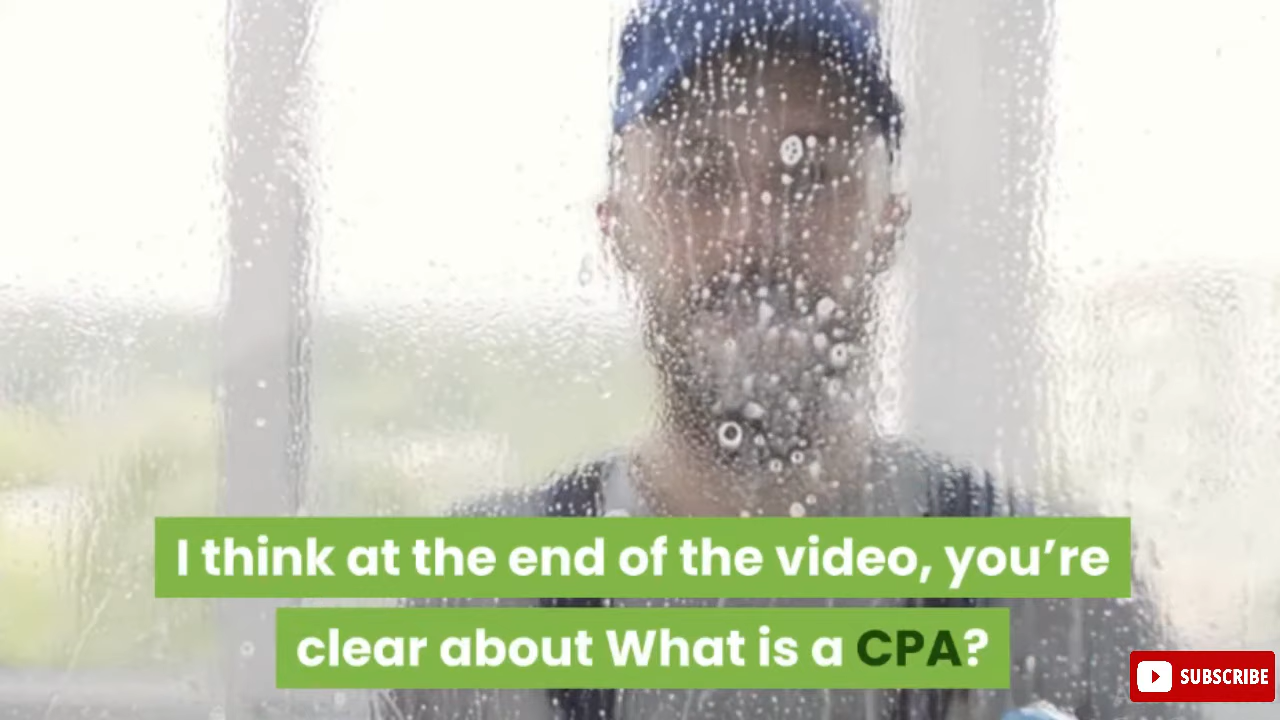 I think at the end of the video, you’re
clear about What is a CPA?
SUBSCRIBE